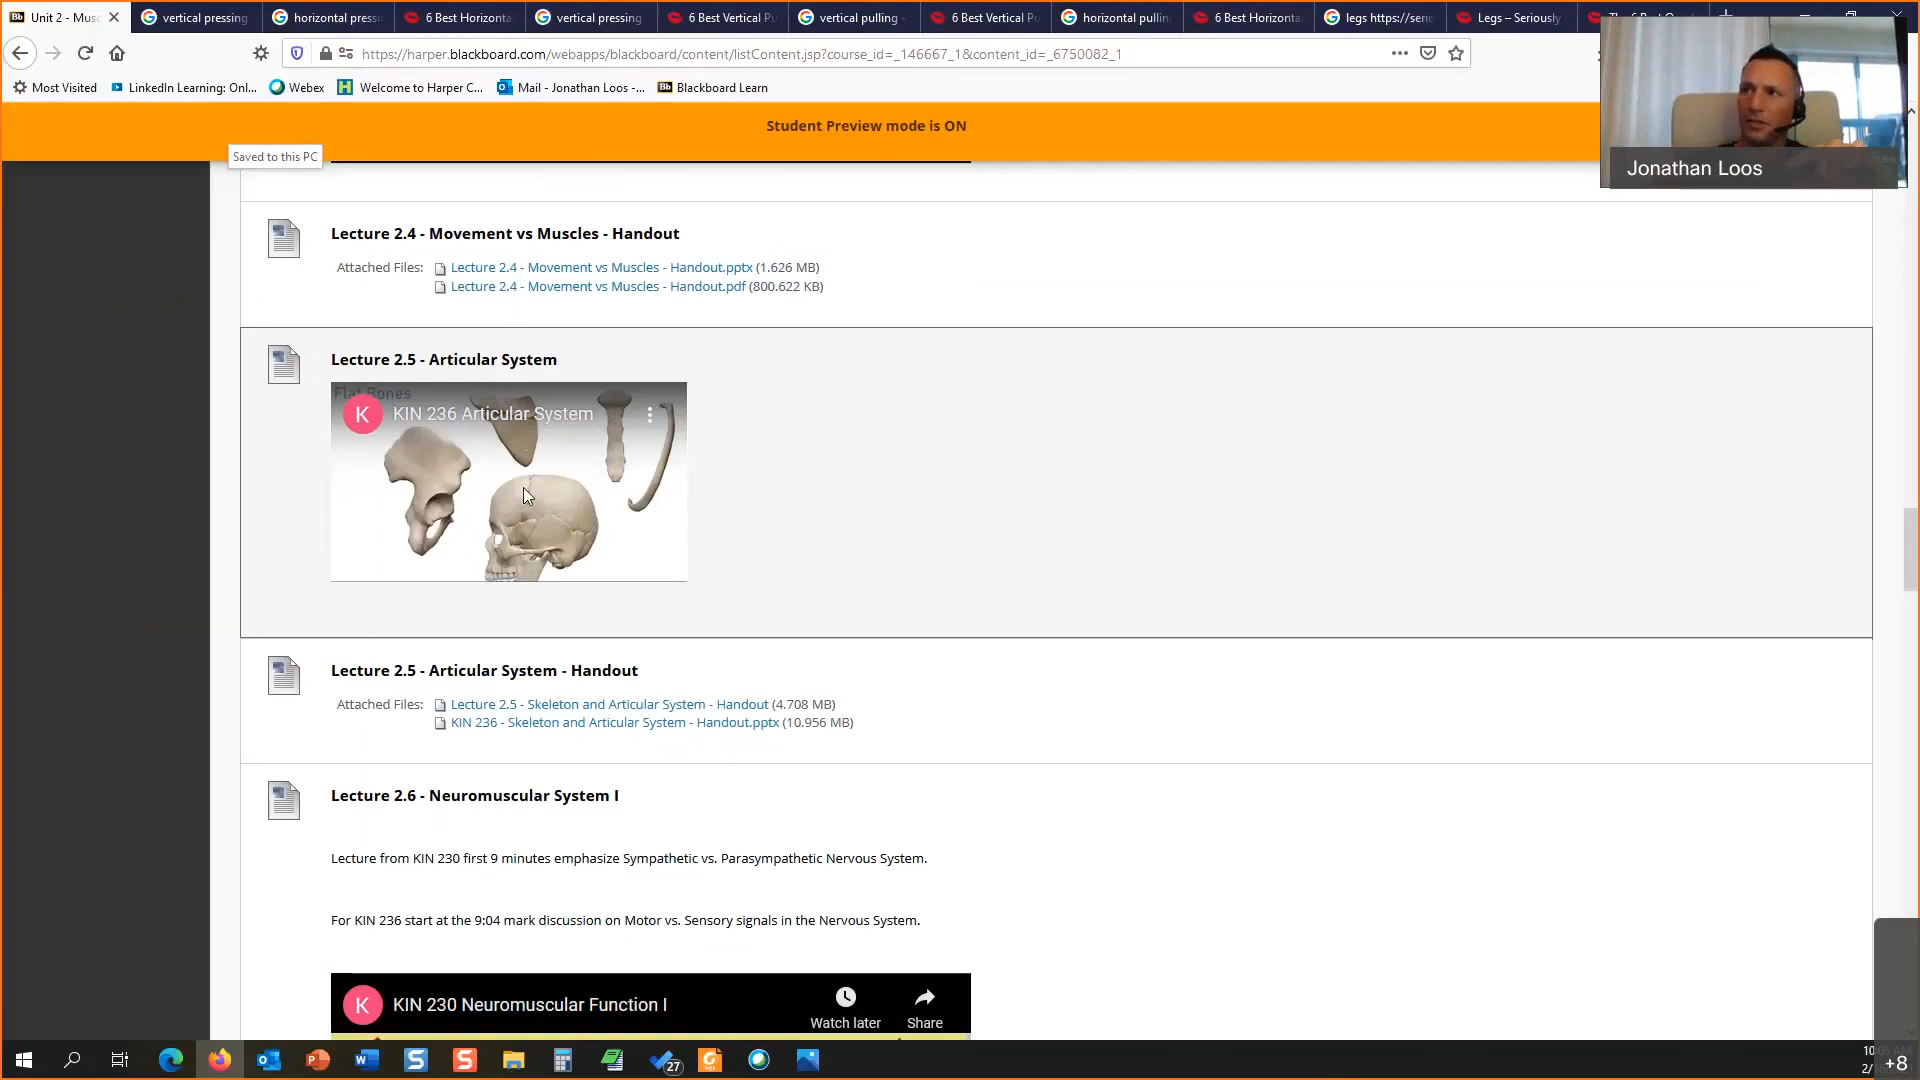 Unit 2 - Mus
vertical pressing
horizontal pressi
6 Best Horizonta
vertical pressing
6 Best Vertical Pu
vertical pulling -
6 Best Vertical Pu
horizontal pullin
6 Best Horizonta
legs https://serio
Legs – Seriously
https://harper.blackboard.com/webapps/blackboard/content/listContent.jsp?course_id=_146667_1&content_id=_6750082_1
Most Visited
LinkedIn Learning: Onl...
Webex
Welcome to Harper C...
Mail - Jonathan Loos -...
Blackboard Learn
Student Preview mode is ON
Saved to this PC
Jonathan Loos
Lecture 2.4 - Movement vs Muscles - Handout
Attached Files: Lecture 2.4 - Movement vs Muscles - Handout.pptx (1.626 MB)
Lecture 2.4 - Movement vs Muscles - Handout.pdf (800.622 KB)
Lecture 2.5 - Articular System
Flat Bones
K KIN 236 Articular System
Lecture 2.5 - Articular System - Handout
Attached Files: Lecture 2.5 - Skeleton and Articular System - Handout (4.708 MB)
KIN 236 - Skeleton and Articular System - Handout.pptx (10.956 MB)
Lecture 2.6 - Neuromuscular System I
Lecture from KIN 230 first 9 minutes emphasize Sympathetic vs. Parasympathetic Nervous System.
For KIN 236 start at the 9:04 mark discussion on Motor vs. Sensory signals in the Nervous System.
K KIN 230 Neuromuscular Function I
Watch later
Share
27
+8